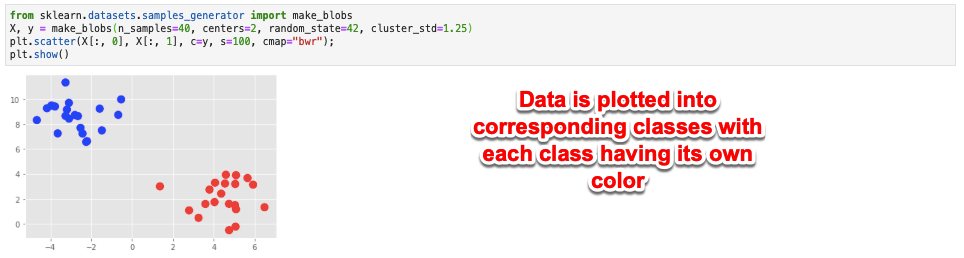 from sklearn.datasets.samples_generator import make_blobs
X, y = make_blobs(n_samples=40, centers=2, random_state=42, cluster_std=1.25)
plt.scatter(X[:, 0], X[:, 1], c=y, s=100, cmap="bwr");
plt.show()
Data is plotted into
corresponding classes with
each class having its own
color
10
8
6
4
2
0
−4 −2 0 2 4 6